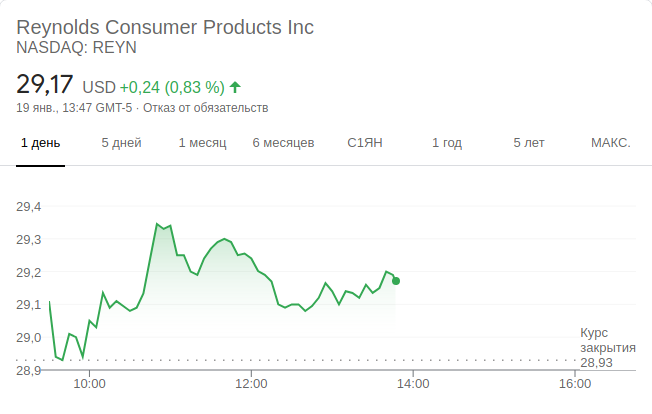 Reynolds Consumer Products Inc
NASDAQ: REYN
29,17 USD +0,24 (0,83 %)
19 янв., 13:47 GMT-5 · Отказ от обязательств
1 день 5 дней 1 месяц 6 месяцев С1ЯН 1 год 5 лет МАКС.
29,4
29,3
29,2
29,1
29,0
28,9
Курс
закрытия
28,93
10:00 12:00 14:00 16:00